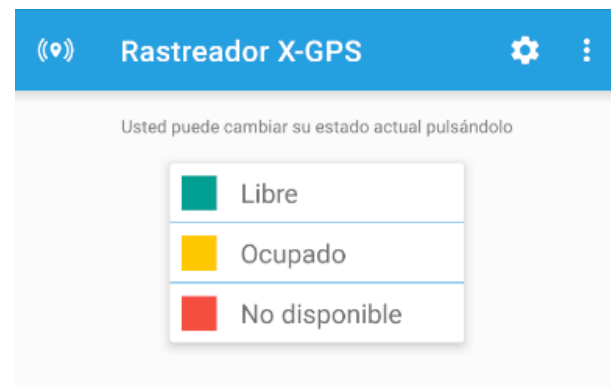 Rastreador X-GPS
Usted puede cambiar su estado actual pulsándolo
Libre
Ocupado
No disponible